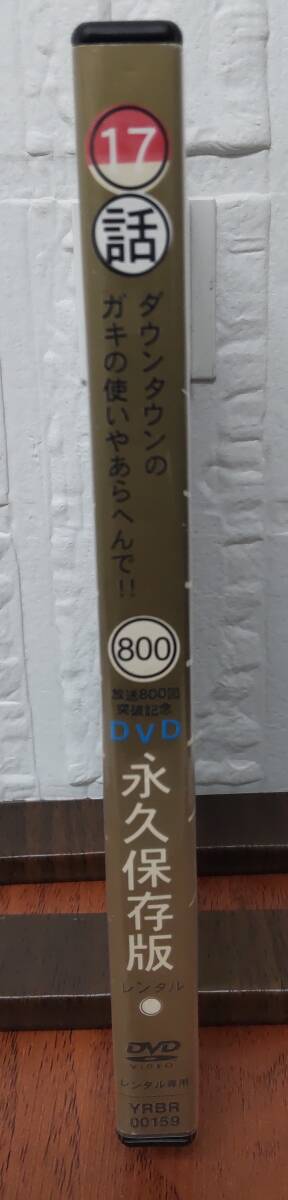 17
話
ダウンタウンの
ガキの使いやあらへんで!!
800
放送800回
突破記念
DVD
永久保存版
レンタル
DVD
VIDEO
レンタル専用
YRBR
00159